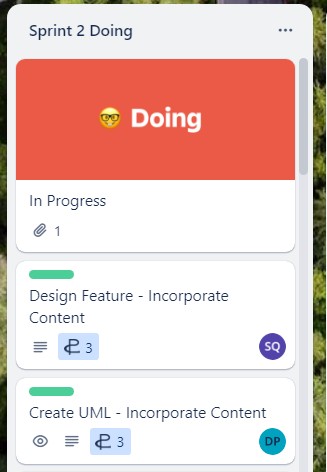 Sprint 2 Doing
Doing
In Progress
1
Design Feature - Incorporate
Content
3
SQ
Create UML - Incorporate Content
3
DP